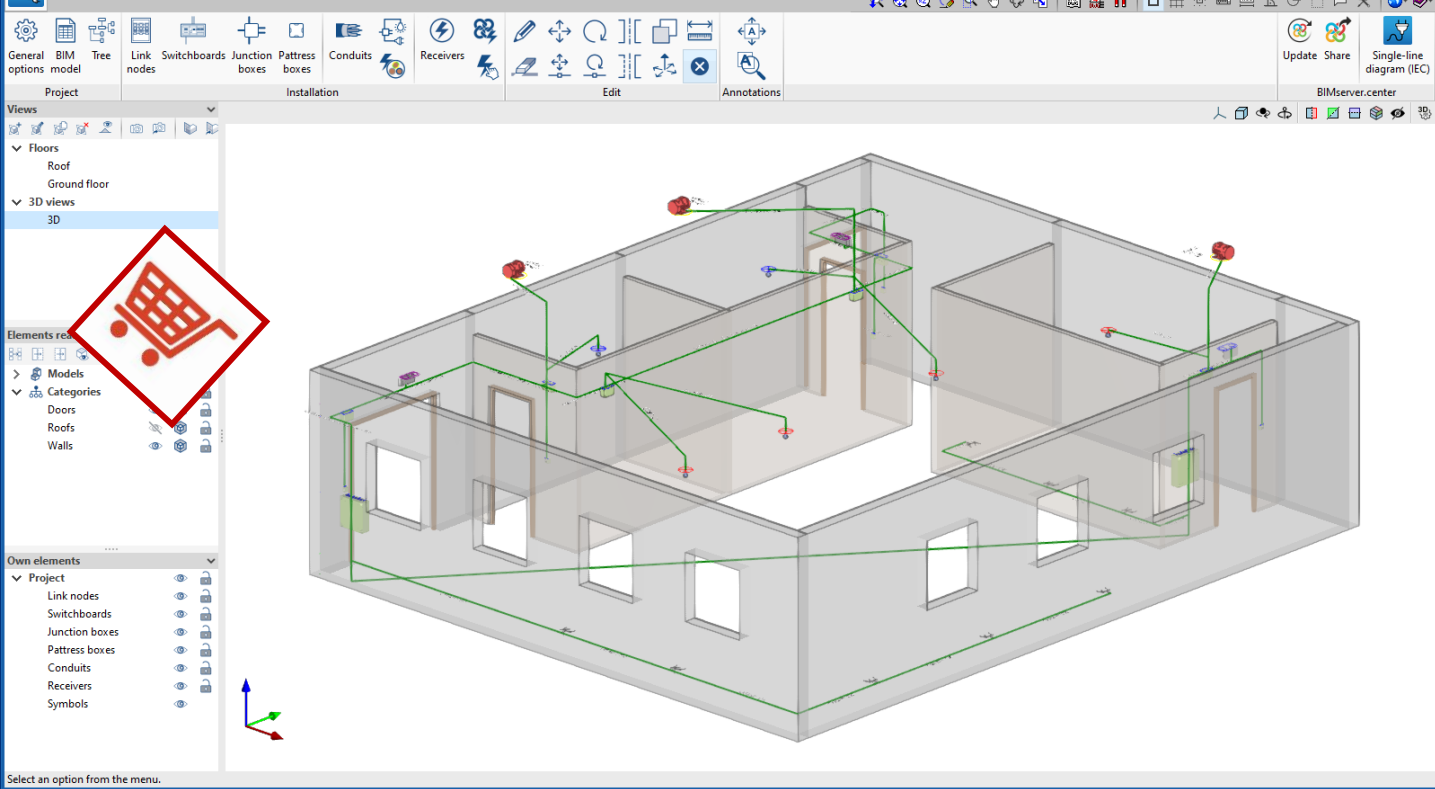 General options
BIM model
Tree
Link nodes
Switchboards
Junction boxes
Pattress boxes
Conduits
Receivers
Update
Share
Single-line diagram (IEC)
Project
Installation
Edit
Annotations
BIMserver.center
Views
3D
Floors
Roof
Ground floor
3D views
3D
Elements rea
Models
Categories
Doors
Roofs
Walls
Own elements
Project
Link nodes
Switchboards
Junction boxes
Pattress boxes
Conduits
Receivers
Symbols
Select an option from the menu.